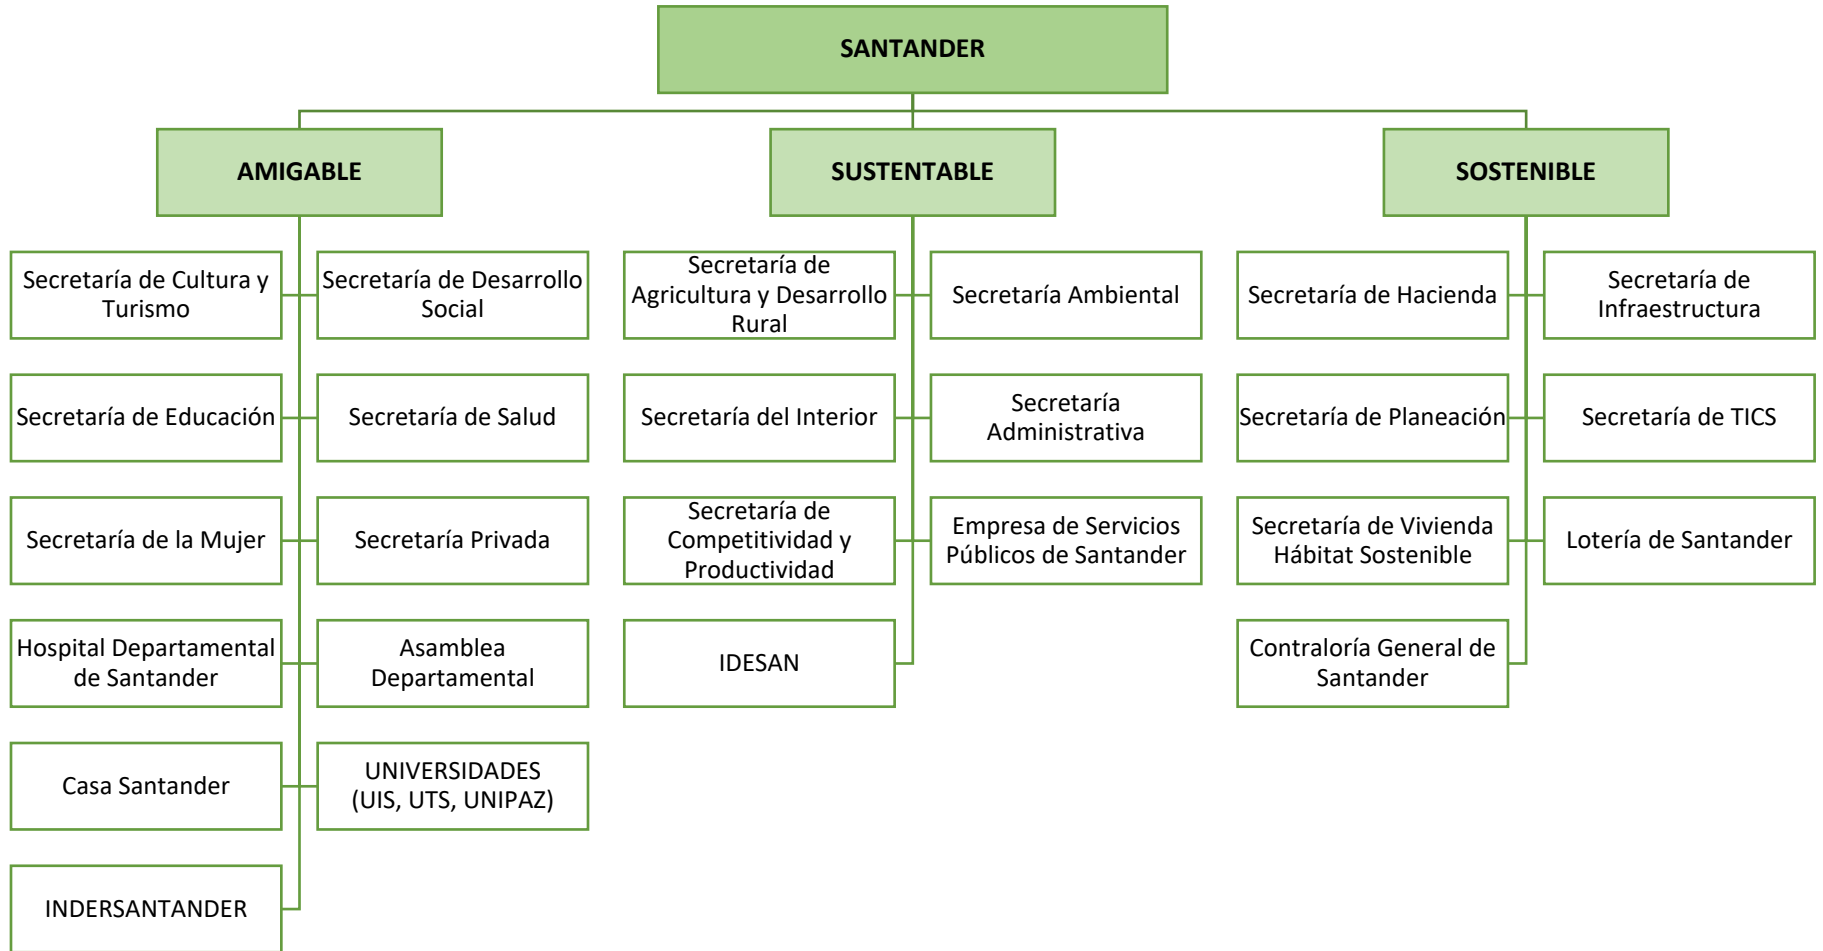 SANTANDER
AMIGABLE
Secretaría de Cultura y
Turismo
Secretaría de Desarrollo
Social
Secretaría de Educación
Secretaría de Salud
Secretaría de la Mujer
Secretaría Privada
Hospital Departamental
de Santander
Asamblea
Departamental
Casa Santander
UNIVERSIDADES
(UIS, UTS, UNIPAZ)
INDERSANTANDER
SUSTENTABLE
Secretaría de
Agricultura y Desarrollo
Rural
Secretaría Ambiental
Secretaría del Interior
Secretaría
Administrativa
Secretaría de
Competitividad y
Productividad
Empresa de Servicios
Públicos de Santander
IDESAN
SOSTENIBLE
Secretaría de Hacienda
Secretaría de
Infraestructura
Secretaría de Planeación
Secretaría de TICS
Secretaría de Vivienda
Hábitat Sostenible
Lotería de Santander
Contraloría General de
Santander